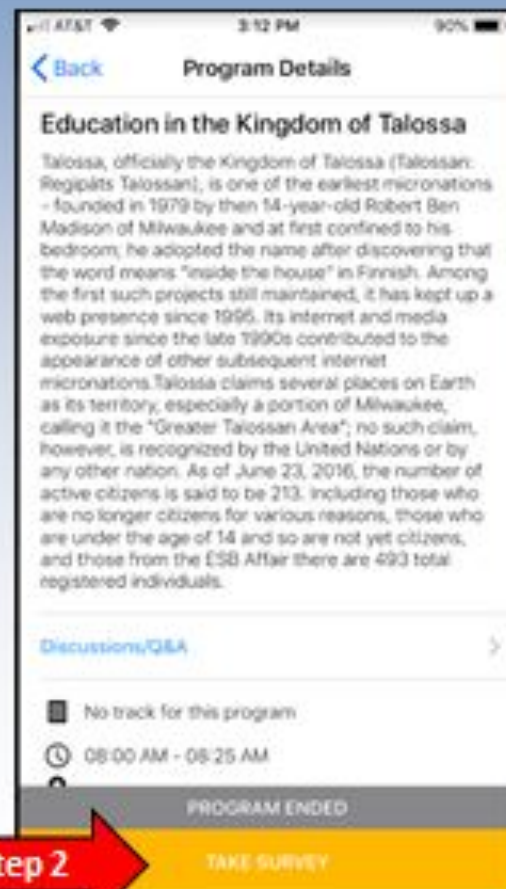 AT&T 3:12 PM 90%
Back Program Details
Education in the Kingdom of Talossa
Talossa, officially the Kingdom of Talossa (Talossan:
Regipäts Talossan), is one of the earliest micronations
- founded in 1979 by then 14-year-old Robert Ben
Madison of Milwaukee and at first confined to his
bedroom; he adopted the name after discovering that
the word means "inside the house" in Finnish. Among
the first such projects still maintained, it has kept up a
web presence since 1995. Its internet and media
exposure since the late 1990s contributed to the
appearance of other subsequent internet
micronations.Talossa claims several places on Earth
as its territory, especially a portion of Milwaukee,
calling it the "Greater Talossan Area"; no such claim,
however, is recognized by the United Nations or by
any other nation. As of June 23, 2016, the number of
active citizens is said to be 213. Including those who
are no longer citizens for various reasons, those who
are under the age of 14 and so are not yet citizens,
and those from the ESB Affair there are 493 total
registered individuals.
Discussions/Q&A
No track for this program
08:00 AM - 08:25 AM
PROGRAM ENDED
tep 2
TAKE SURVEY